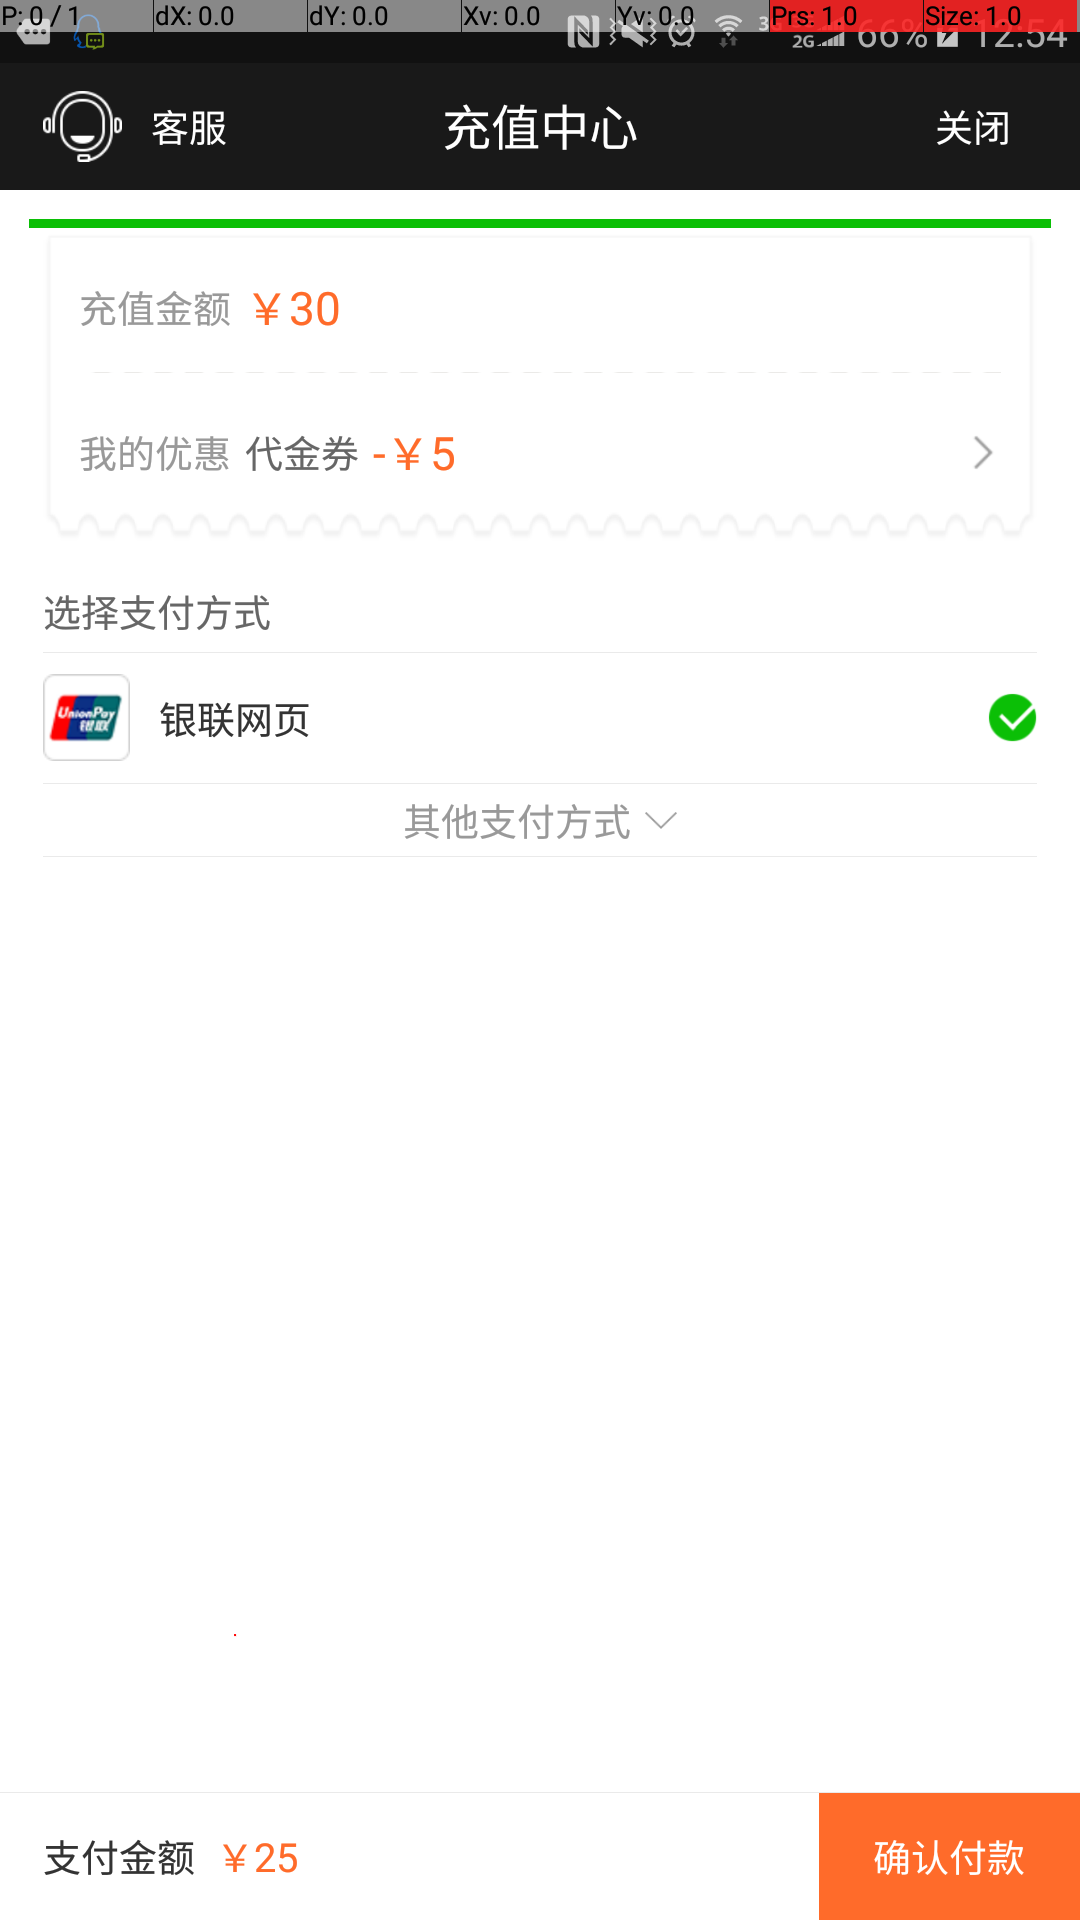 P: 0 / 1 dX: 0.0 dY: 0.0 Xv: 0.0 Yv: 0.0 Prs: 1.0 Size: 1.0
2G 66% 12:54
客服 充值中心 关闭
充值金额 ￥30
我的优惠 代金券 -￥5
选择支付方式
UnionPay
银联
银联网页
其他支付方式
支付金额 ￥25 确认付款